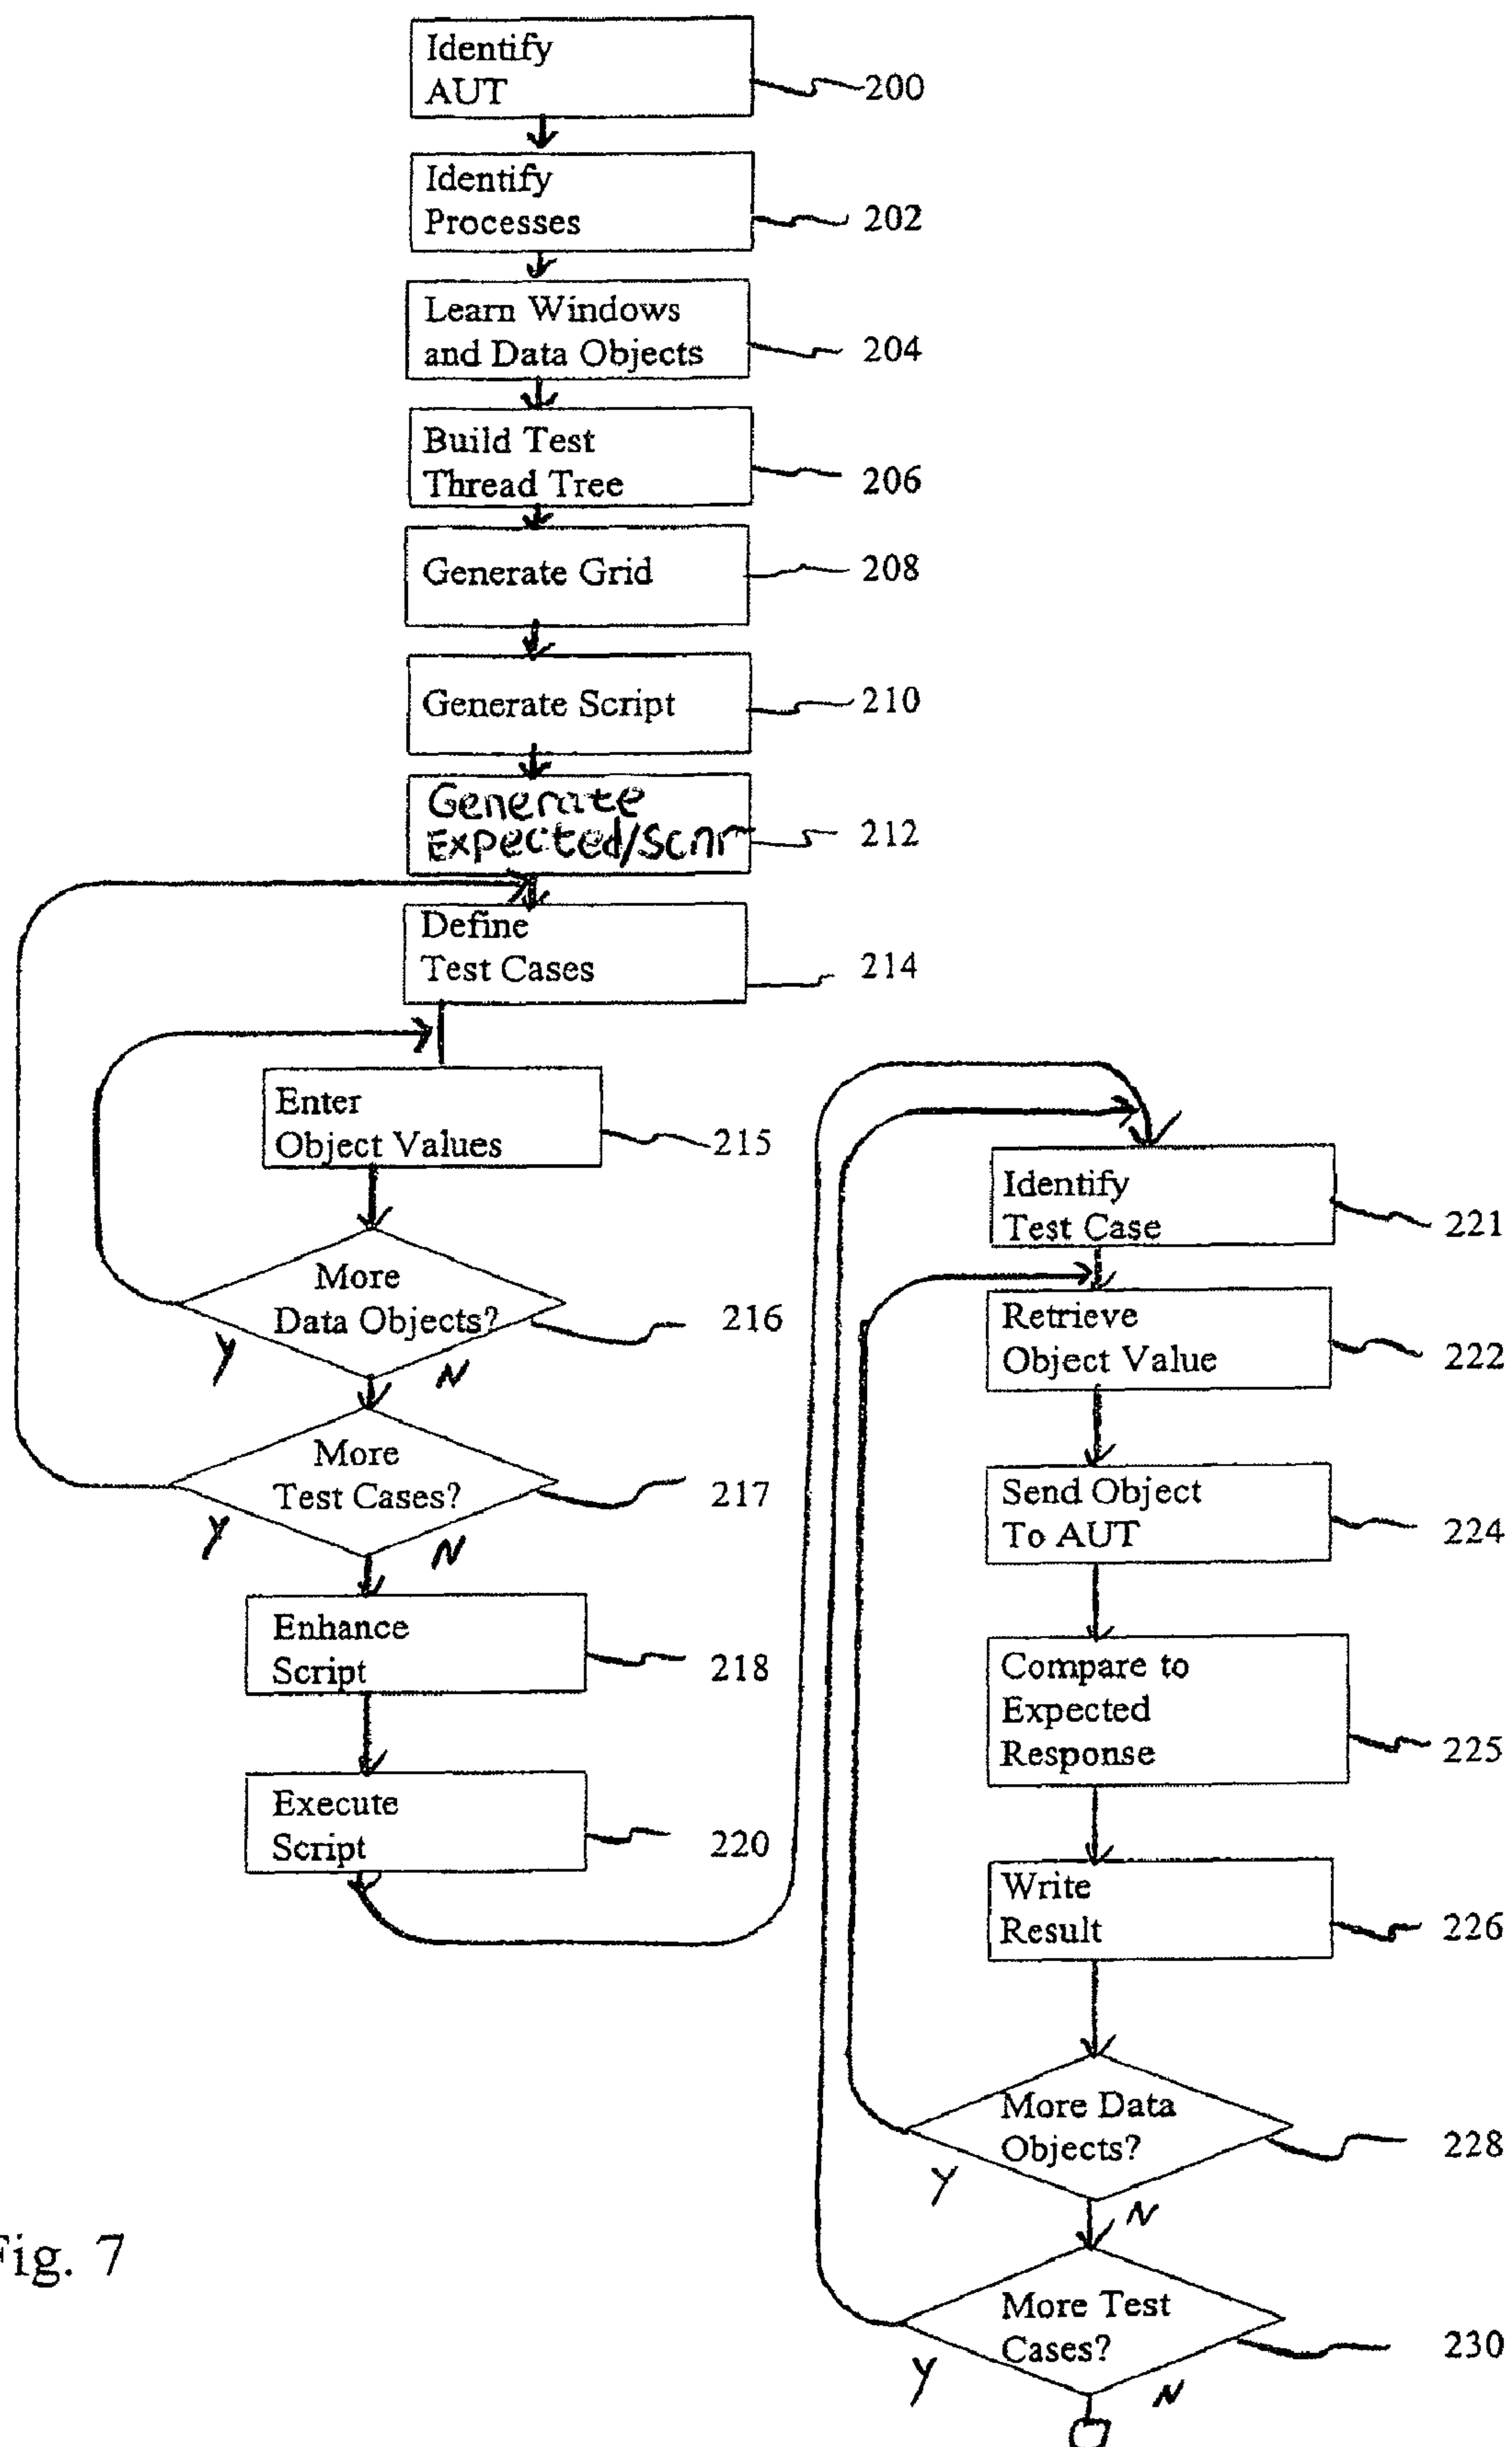 Identify
AUT
200
Identify
Processes
202
Learn Windows
and Data Objects
204
Build Test
Thread Tree
206
Generate Grid
208
Generate Script
210
Generate
Expected/Scnr
212
Define
Test Cases
214
Enter
Object Values
215
More
Data Objects?
216
Y
N
More
Test Cases?
217
Y
N
Enhance
Script
218
Execute
Script
220
Identify
Test Case
221
Retrieve
Object Value
222
Send Object
To AUT
224
Compare to
Expected
Response
225
Write
Result
226
More Data
Objects?
228
Y
N
More Test
Cases?
230
Y
N
Fig. 7